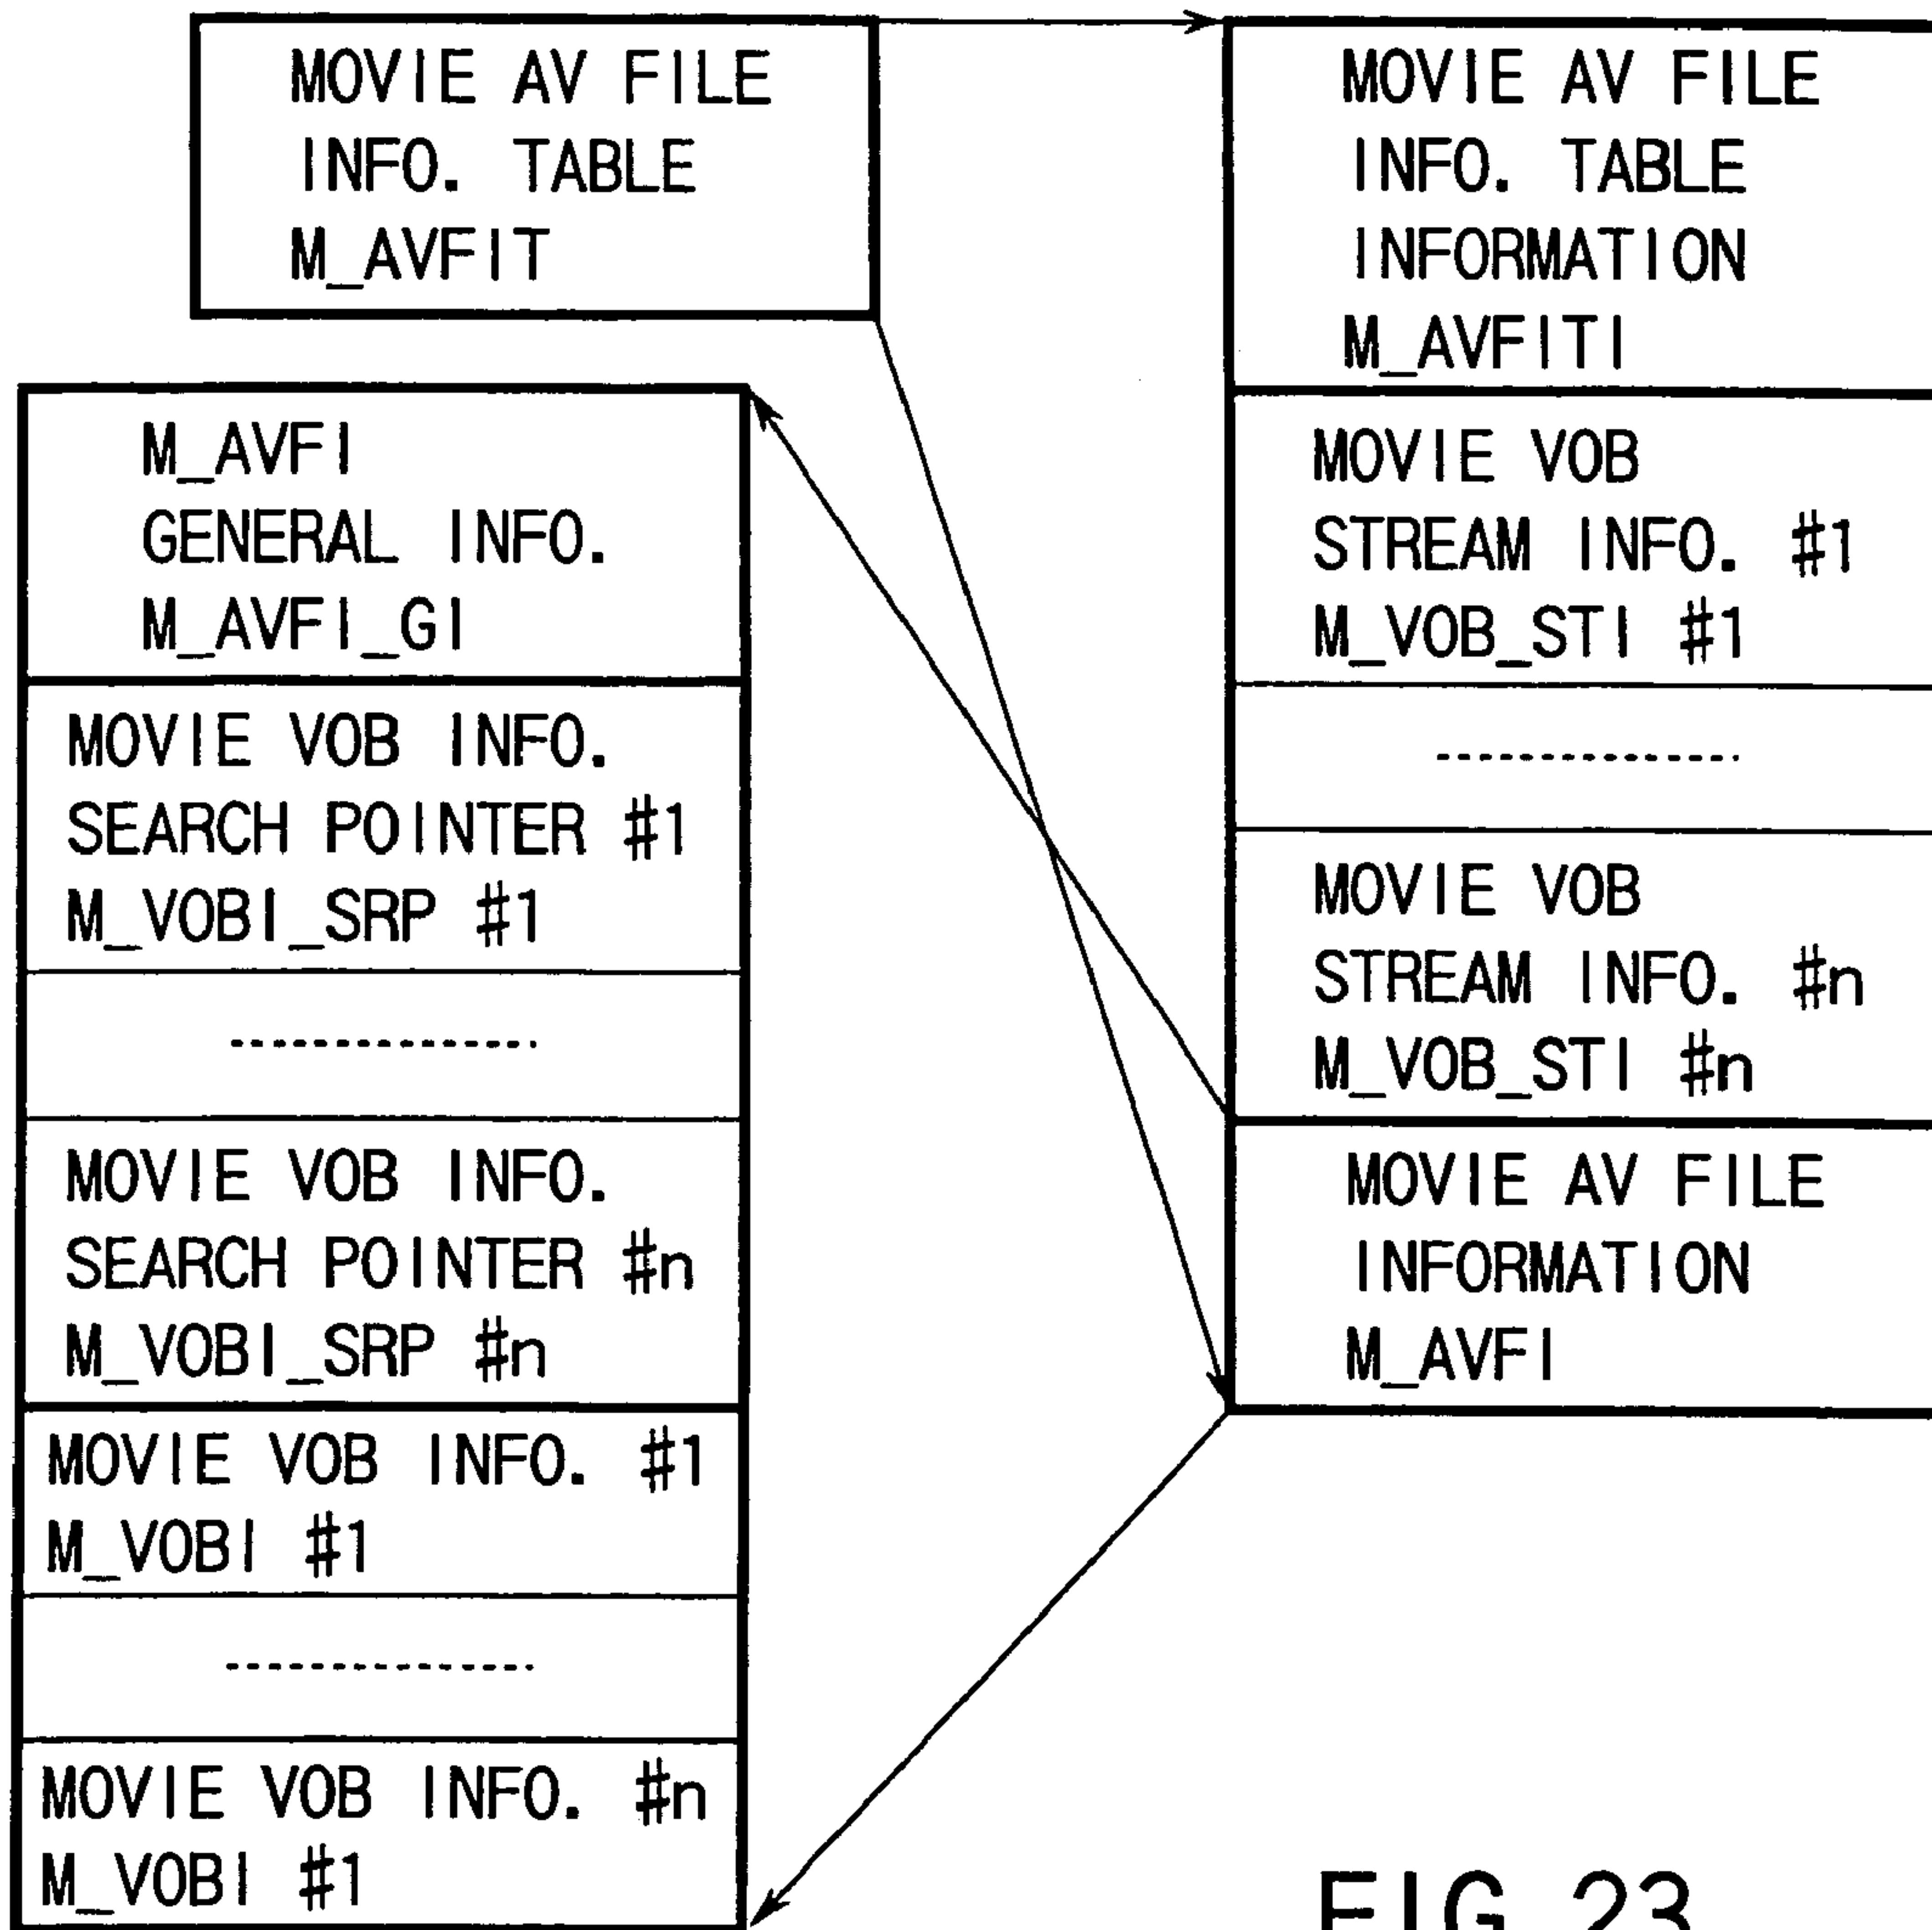 MOVIE AV FILE
INFO. TABLE
M_AVFIT
MOVIE AV FILE
INFO. TABLE
INFORMATION
M_AVFITI
MOVIE VOB
STREAM INFO. #1
M_VOB_STI #1
MOVIE VOB
STREAM INFO. #n
M_VOB_STI #n
MOVIE AV FILE
INFORMATION
M_AVFI
M_AVFI
GENERAL INFO.
M_AVFI_GI
MOVIE VOB INFO.
SEARCH POINTER #1
M_VOBI_SRP #1
MOVIE VOB INFO.
SEARCH POINTER #n
M_VOBI_SRP #n
MOVIE VOB INFO. #1
M_VOBI #1
MOVIE VOB INFO. #n
M_VOBI #1
FIG 23